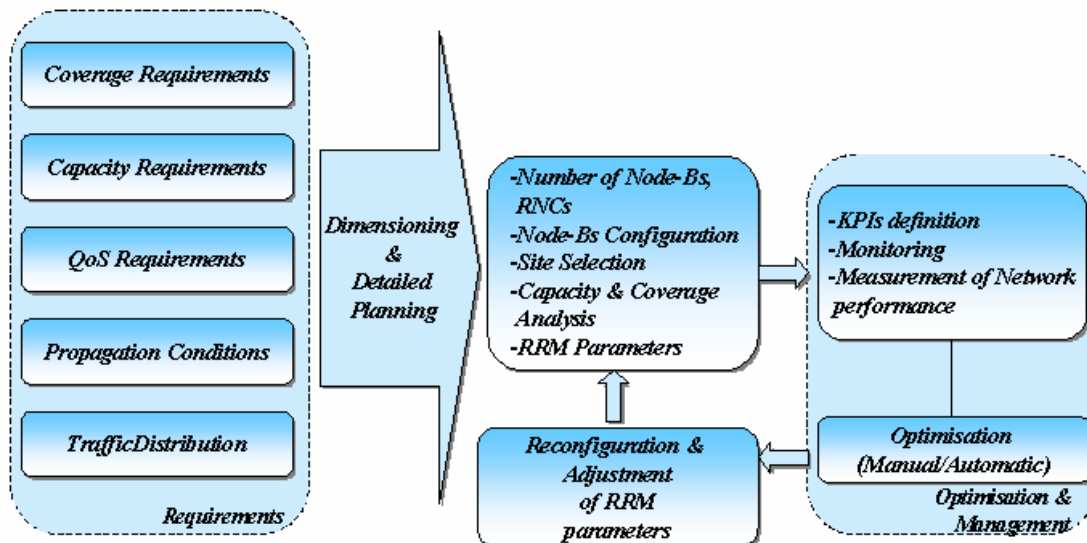 Coverage Requirements
Capacity Requirements
QoS Requirements
Propagation Conditions
TrafficDistribution
Requirements
Dimensioning
&
Detailed
Planning
-Number of Node-Bs,
RNCs
-Node-Bs Configuration
-Site Selection
-Capacity & Coverage
Analysis
-RRM Parameters
-KPIs definition
-Monitoring
-Measurement of Network
performance
Optimisation
(Manual/Automatic)
Optimisation &
Management
Reconfiguration &
Adjustment
of RRM
parameters